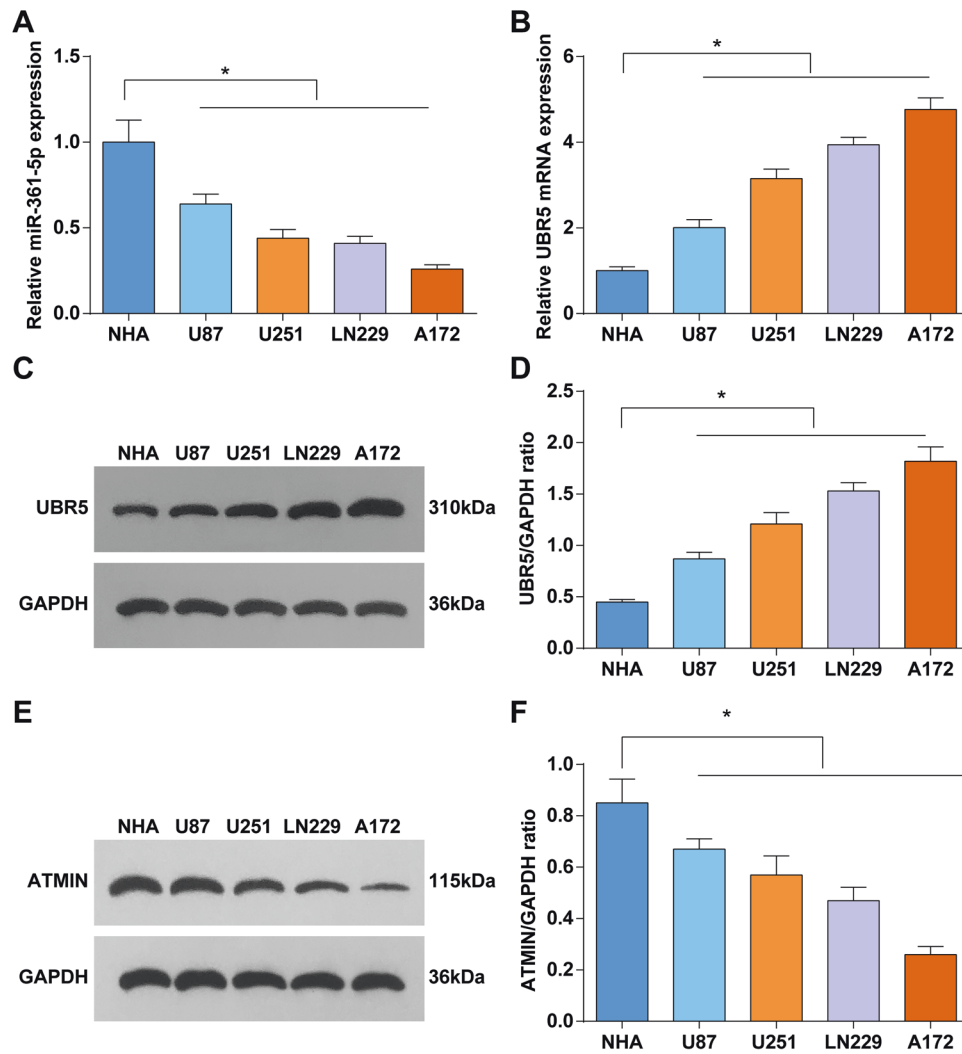 A
Relative miR-361-5p expression
1.5
1.0
0.5
0.0
*
NHA U87 U251 LN229 A172
B
Relative UBR5 mRNA expression
6
4
2
0
*
NHA U87 U251 LN229 A172
C
NHA U87 U251 LN229 A172
UBR5 310kDa
GAPDH 36kDa
D
UBR5/GAPDH ratio
2.5
2.0
1.5
1.0
0.5
0.0
*
NHA U87 U251 LN229 A172
E
NHA U87 U251 LN229 A172
ATMIN 115kDa
GAPDH 36kDa
F
ATMIN/GAPDH ratio
1.0
0.8
0.6
0.4
0.2
0.0
*
NHA U87 U251 LN229 A172